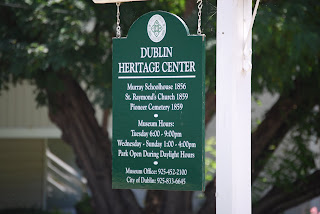 DUBLIN
HERITAGE CENTER
Murray Schoolhouse 1856
St. Raymond's Church 1859
Pioneer Cemetery 1859
Museum Hours:
Tuesday 6:00 - 9:00pm
Wednesday - Sunday 1:00 - 4:00pm
Park Open During Daylight Hours
Museum Office: 925-452-2100
City of Dublin: 925-833-6645